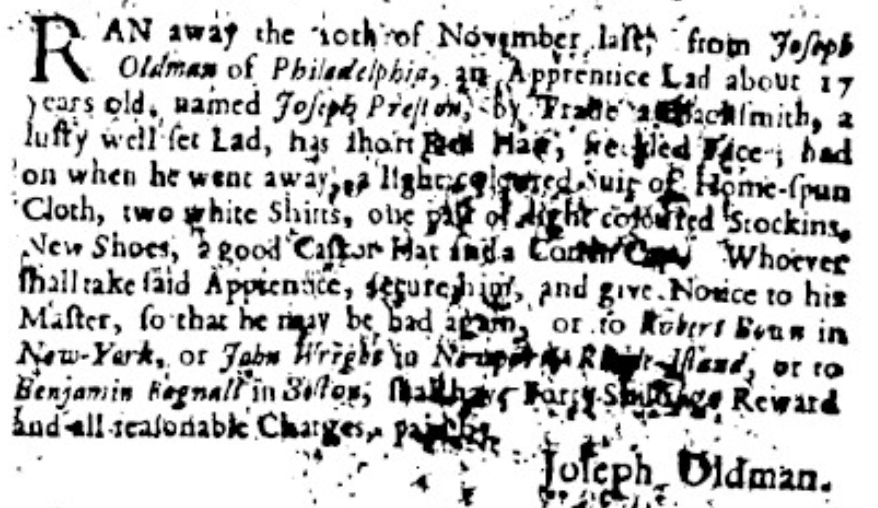 RAN away the 10th of November last, from Joseph
Oldman of Philadelphia, an Apprentice Lad about 17
years old, named Joseph Preston, by Trade a Blacksmith, a
lusty well set Lad, has short Red Hair, freckled Face; had
on when he went away, a light coloured Suit of Home-spun
Cloth, two white Shirts, one pair of light coloured Stockins,
New Shoes, a good Castor Hat and a Cotton Cap. Whoever
shall take said Apprentice, secure him, and give Notice to his
Master, so that he may be had again, or to Robert in
New-York, or John Wright in Newport Rhode-Island, or to
Benjamin in Boston, shall have Forty Shillings Reward
and all reasonable Charges, paid by
Joseph Oldman.